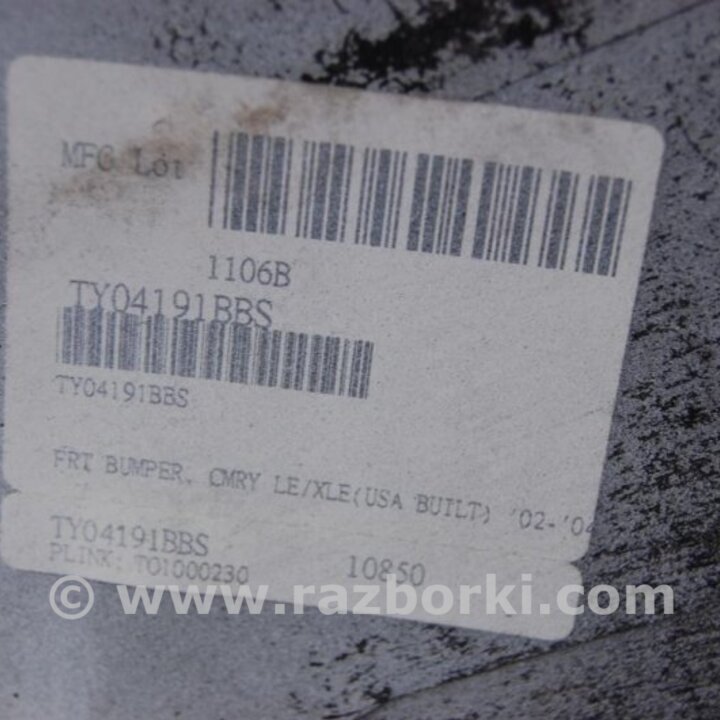 MFG Lot
1106B
TY04191BBS
TY04191BBS
FRT BUMPER, CMRY LE/XLE(USA BUILT) '02-'04
TY04191BBS 10850
PLINK: TO1000230
© www.razborki.com